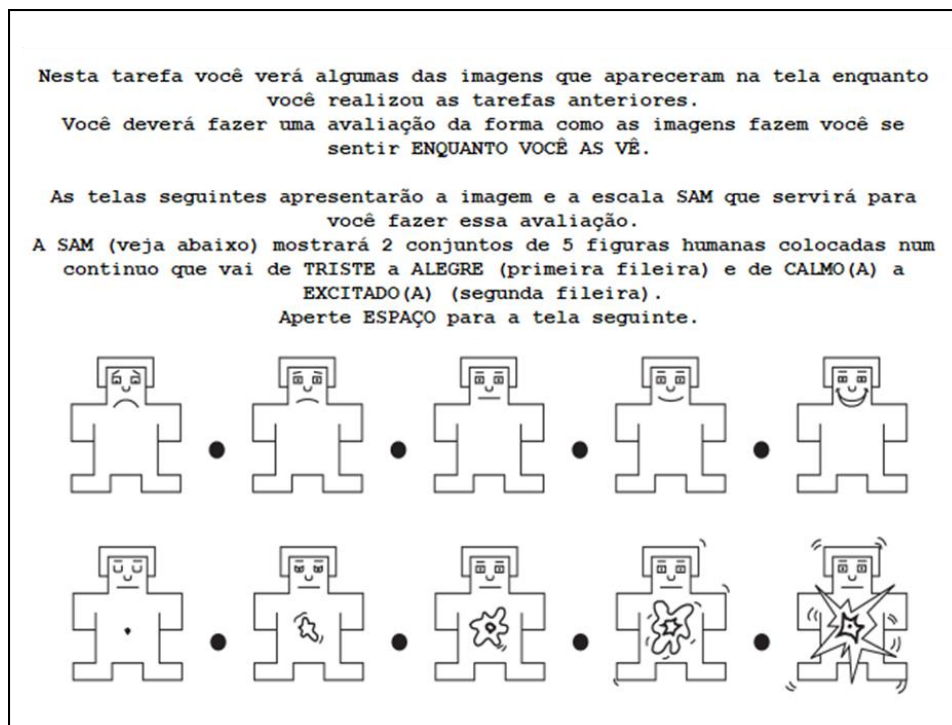 Nesta tarefa você verá algumas das imagens que apareceram na tela enquanto
você realizou as tarefas anteriores.
Você deverá fazer uma avaliação da forma como as imagens fazem você se
sentir ENQUANTO VOCÊ AS VÊ.
As telas seguintes apresentarão a imagem e a escala SAM que servirá para
você fazer essa avaliação.
A SAM (veja abaixo) mostrará 2 conjuntos de 5 figuras humanas colocadas num
continuo que vai de TRISTE a ALEGRE (primeira fileira) e de CALMO(A) a
EXCITADO(A) (segunda fileira).
Aperte ESPAÇO para a tela seguinte.